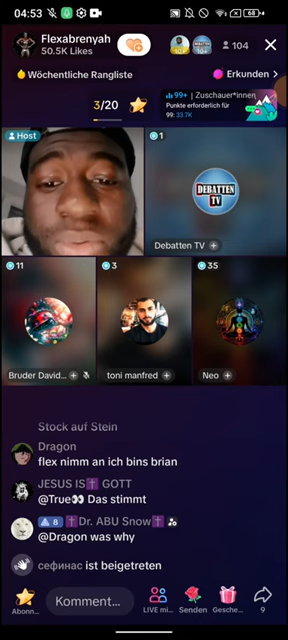 04:53
68
Flexabrenyah
50.5K Likes
104
Wöchentliche Rangliste
Erkunden >
3/20
99+ | Zuschauer*innen
Punkte erforderlich für
99: 33.7K
Host
1
DEBATTEN
TV
Debatten TV +
11
3
35
Bruder David... +
toni manfred +
Neo +
Stock auf Stein
Dragon
flex nimm an ich bins brian
JESUS IS✝️ GOTT
@True👀 Das stimmt
8 ✝️Dr. ABU Snow✝️
@Dragon was why
👋 сефинас ist beigetreten
Abonn...
Komment...
LIVE mi...
Senden
Gesche...
9